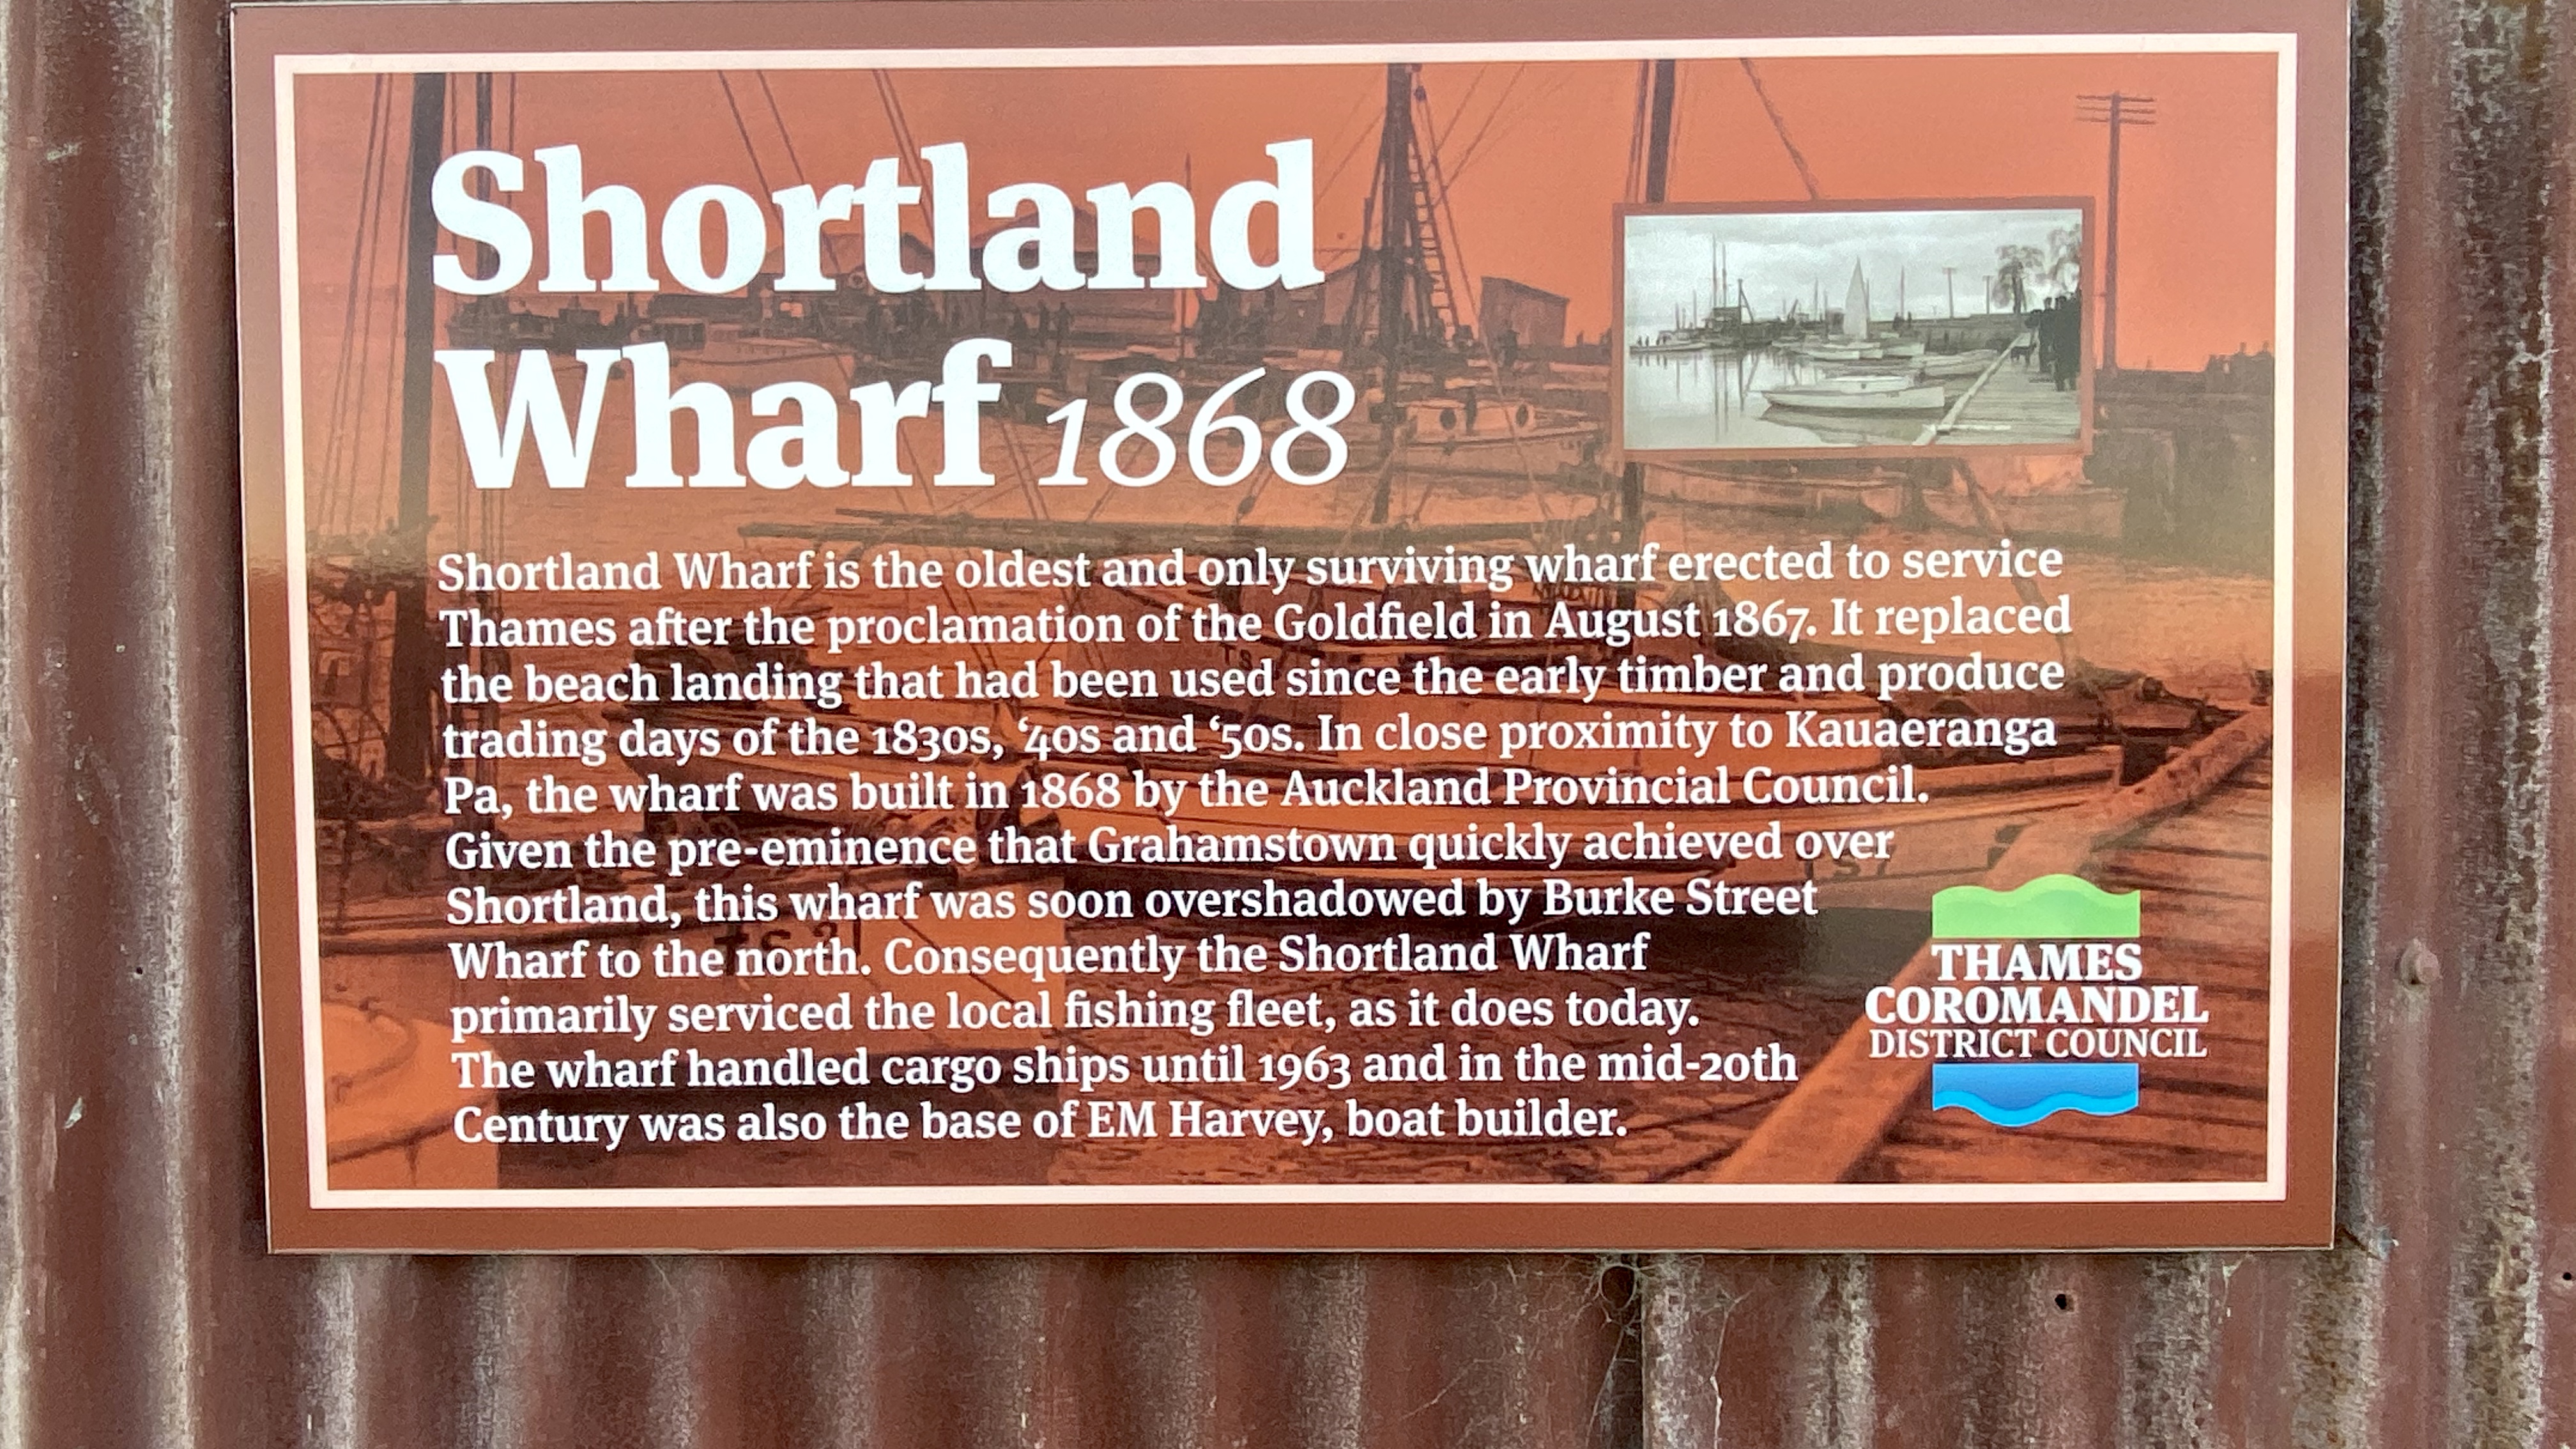 Shortland
Wharf 1868
Shortland Wharf is the oldest and only surviving wharf erected to service
Thames after the proclamation of the Goldfield in August 1867. It replaced
the beach landing that had been used since the early timber and produce
trading days of the 1830s, ‘40s and ‘50s. In close proximity to Kauaeranga
Pa, the wharf was built in 1868 by the Auckland Provincial Council.
Given the pre-eminence that Grahamstown quickly achieved over
Shortland, this wharf was soon overshadowed by Burke Street
Wharf to the north. Consequently the Shortland Wharf
primarily serviced the local fishing fleet, as it does today.
The wharf handled cargo ships until 1963 and in the mid-20th
Century was also the base of EM Harvey, boat builder.
THAMES
COROMANDEL
DISTRICT COUNCIL